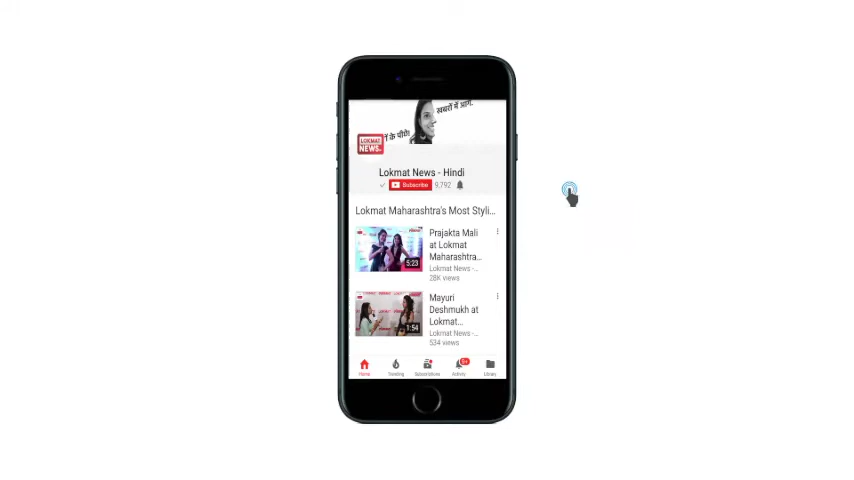 खबरों में आग,
के पीछे!
LOKMAT
NEWS
Lokmat News - Hindi
Subscribe 9,792
Lokmat Maharashtra's Most Styli...
Prajakta Mali
at Lokmat
Maharashtra...
Lokmat News -...
28K views
5:23
Mayuri
Deshmukh at
Lokmat...
Lokmat News -...
534 views
1:54
9+
Home Trending Subscriptions Activity Library